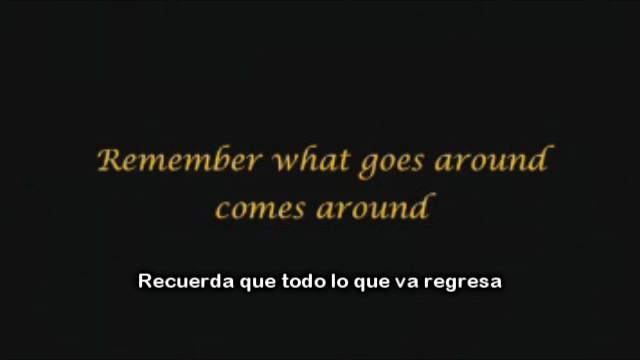 Remember what goes around
comes around
Recuerda que todo lo que va regresa